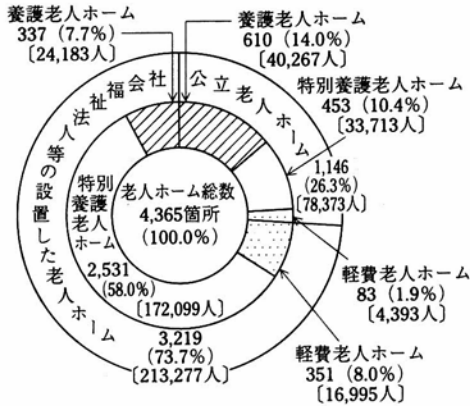 養護老人ホーム
337 (7.7%)
〔24,183人〕
養護老人ホーム
610 (14.0%)
〔40,267人〕
特別養護老人ホーム
453 (10.4%)
〔33,713人〕
公立老人ホーム
1,146
(26.3%)
〔78,373人〕
軽費老人ホーム
83 (1.9%)
〔4,393人〕
軽費老人ホーム
351 (8.0%)
〔16,995人〕
社会福祉法人等の設置した老人ホーム
3,219
(73.7%)
〔213,277人〕
特別
養護
老人
ホーム
2,531
(58.0%)
〔172,099人〕
老人ホーム総数
4,365箇所
(100.0%)